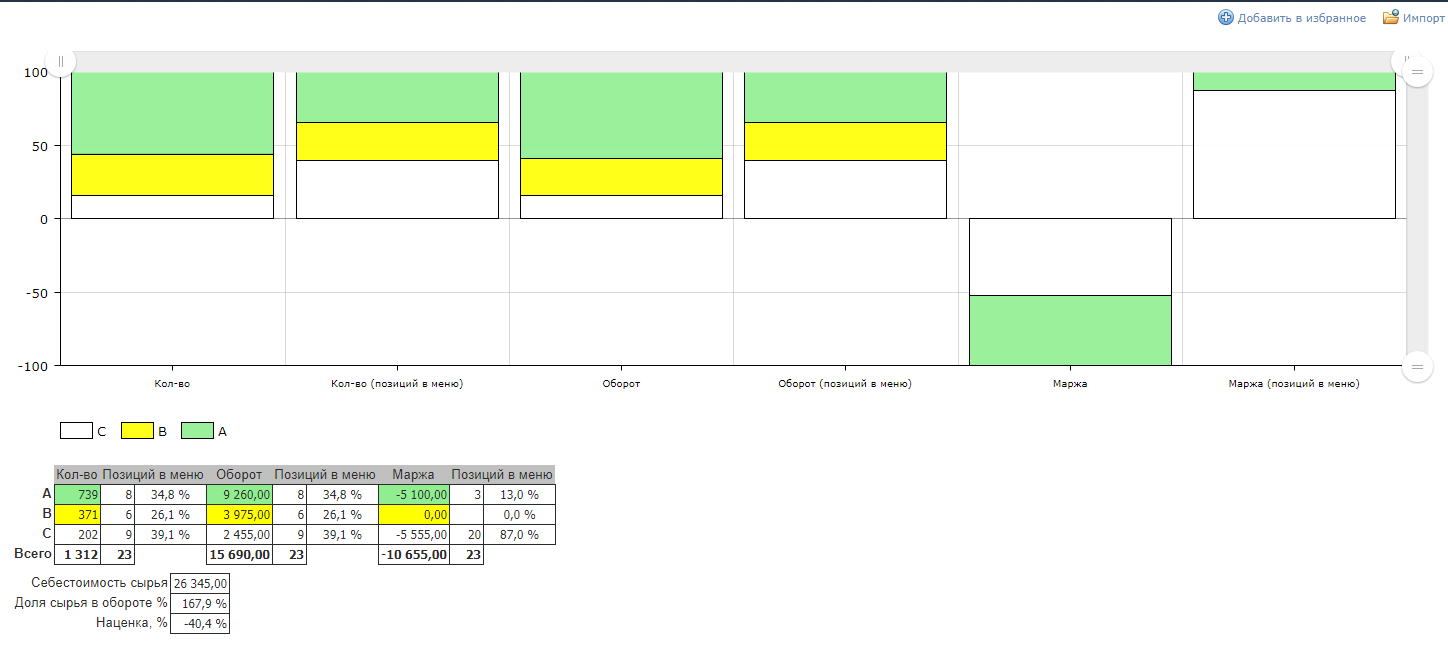 Добавить в избранное Импорт
100
50
0
-50
-100
Кол-во Кол-во (позиций в меню) Оборот Оборот (позиций в меню) Маржа Маржа (позиций в меню)
C B A
Кол-во Позиций в меню Оборот Позиций в меню Маржа Позиций в меню
A 739 8 34,8 % 9 260,00 8 34,8 % -5 100,00 3 13,0 %
B 371 6 26,1 % 3 975,00 6 26,1 % 0,00 0,0 %
C 202 9 39,1 % 2 455,00 9 39,1 % -5 555,00 20 87,0 %
Всего 1 312 23 15 690,00 23 -10 655,00 23
Себестоимость сырья 26 345,00
Доля сырья в обороте % 167,9 %
Наценка, % -40,4 %